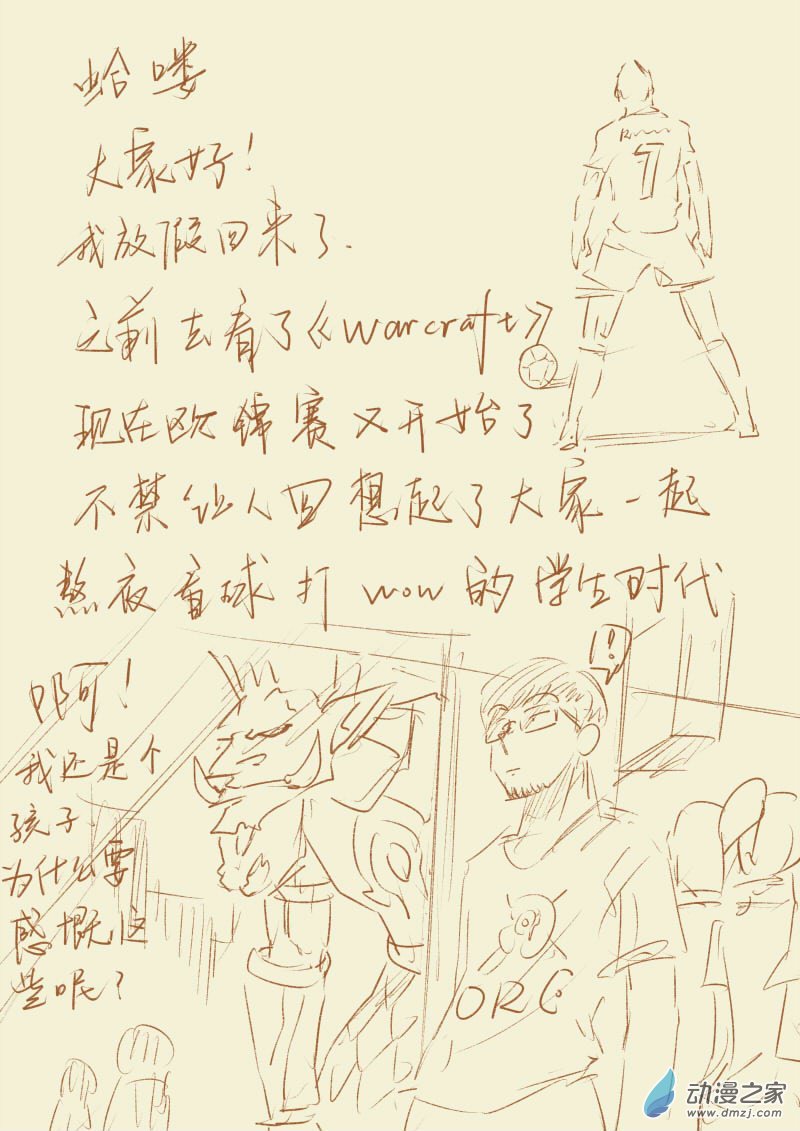 哈喽
大家好!
我放假回来了.
之前去看了《warcraft》
现在欧锦赛又开始了
不禁让人回想起了大家一起
熬夜看球打wow的学生时代
啊!
我还是个
孩子.
为什么要
感慨这
些呢?
7
!
ORC
动漫之家
www.dmzj.com